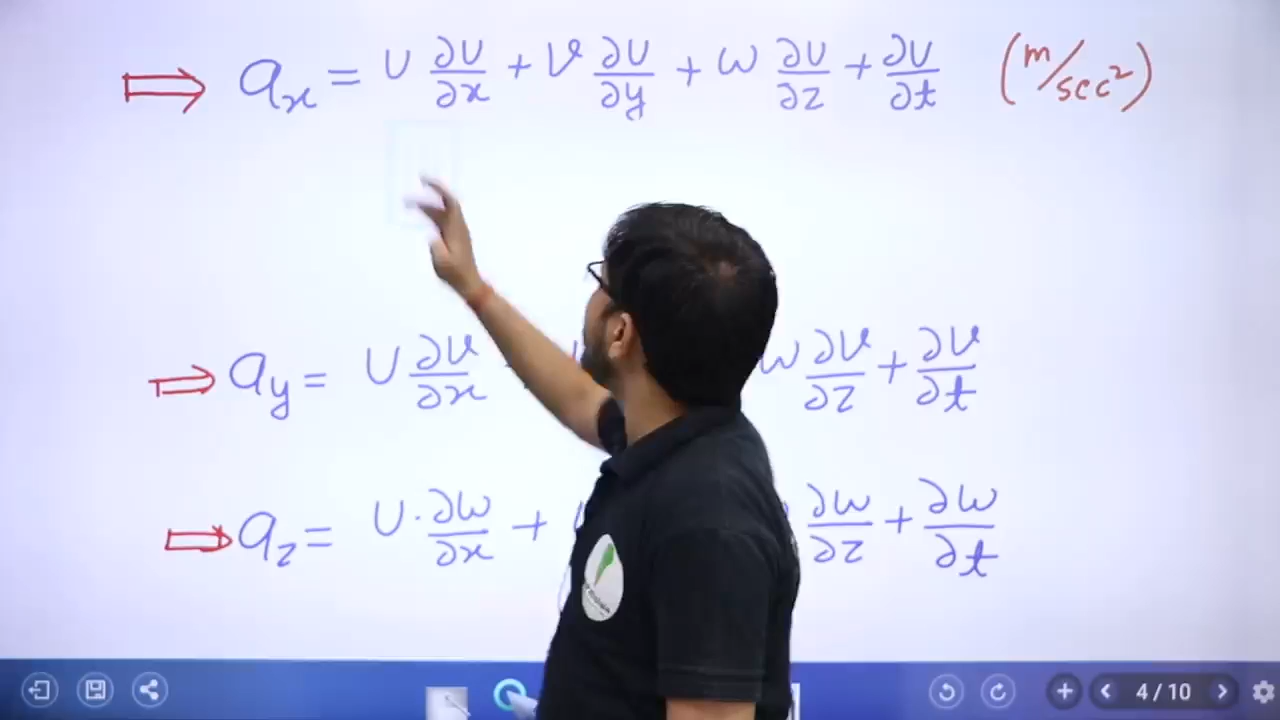 ⇒ aₓ = U ∂U/∂x + V ∂U/∂y + w ∂U/∂z + ∂U/∂t (m/sec²)
⇒ a_y = U ∂V/∂x w ∂V/∂z + ∂V/∂t
⇒ a_z = U · ∂w/∂x + ∂w/∂z + ∂w/∂t
4 / 10